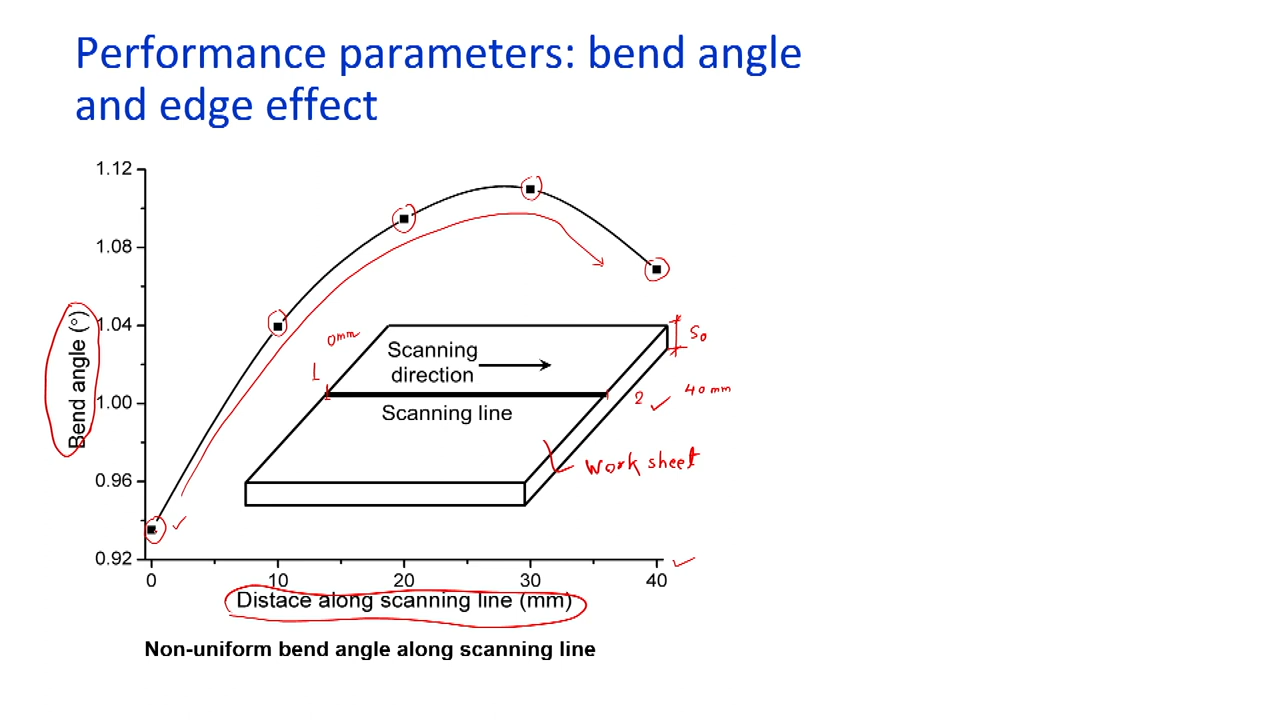 Performance parameters: bend angle
and edge effect
1.12
1.08
1.04
1.00
0.96
0.92
Bend angle (°)
0mm
1
Scanning
direction
Scanning line
S₀
2
40 mm
Work sheet
0 10 20 30 40
Distace along scanning line (mm)
Non-uniform bend angle along scanning line